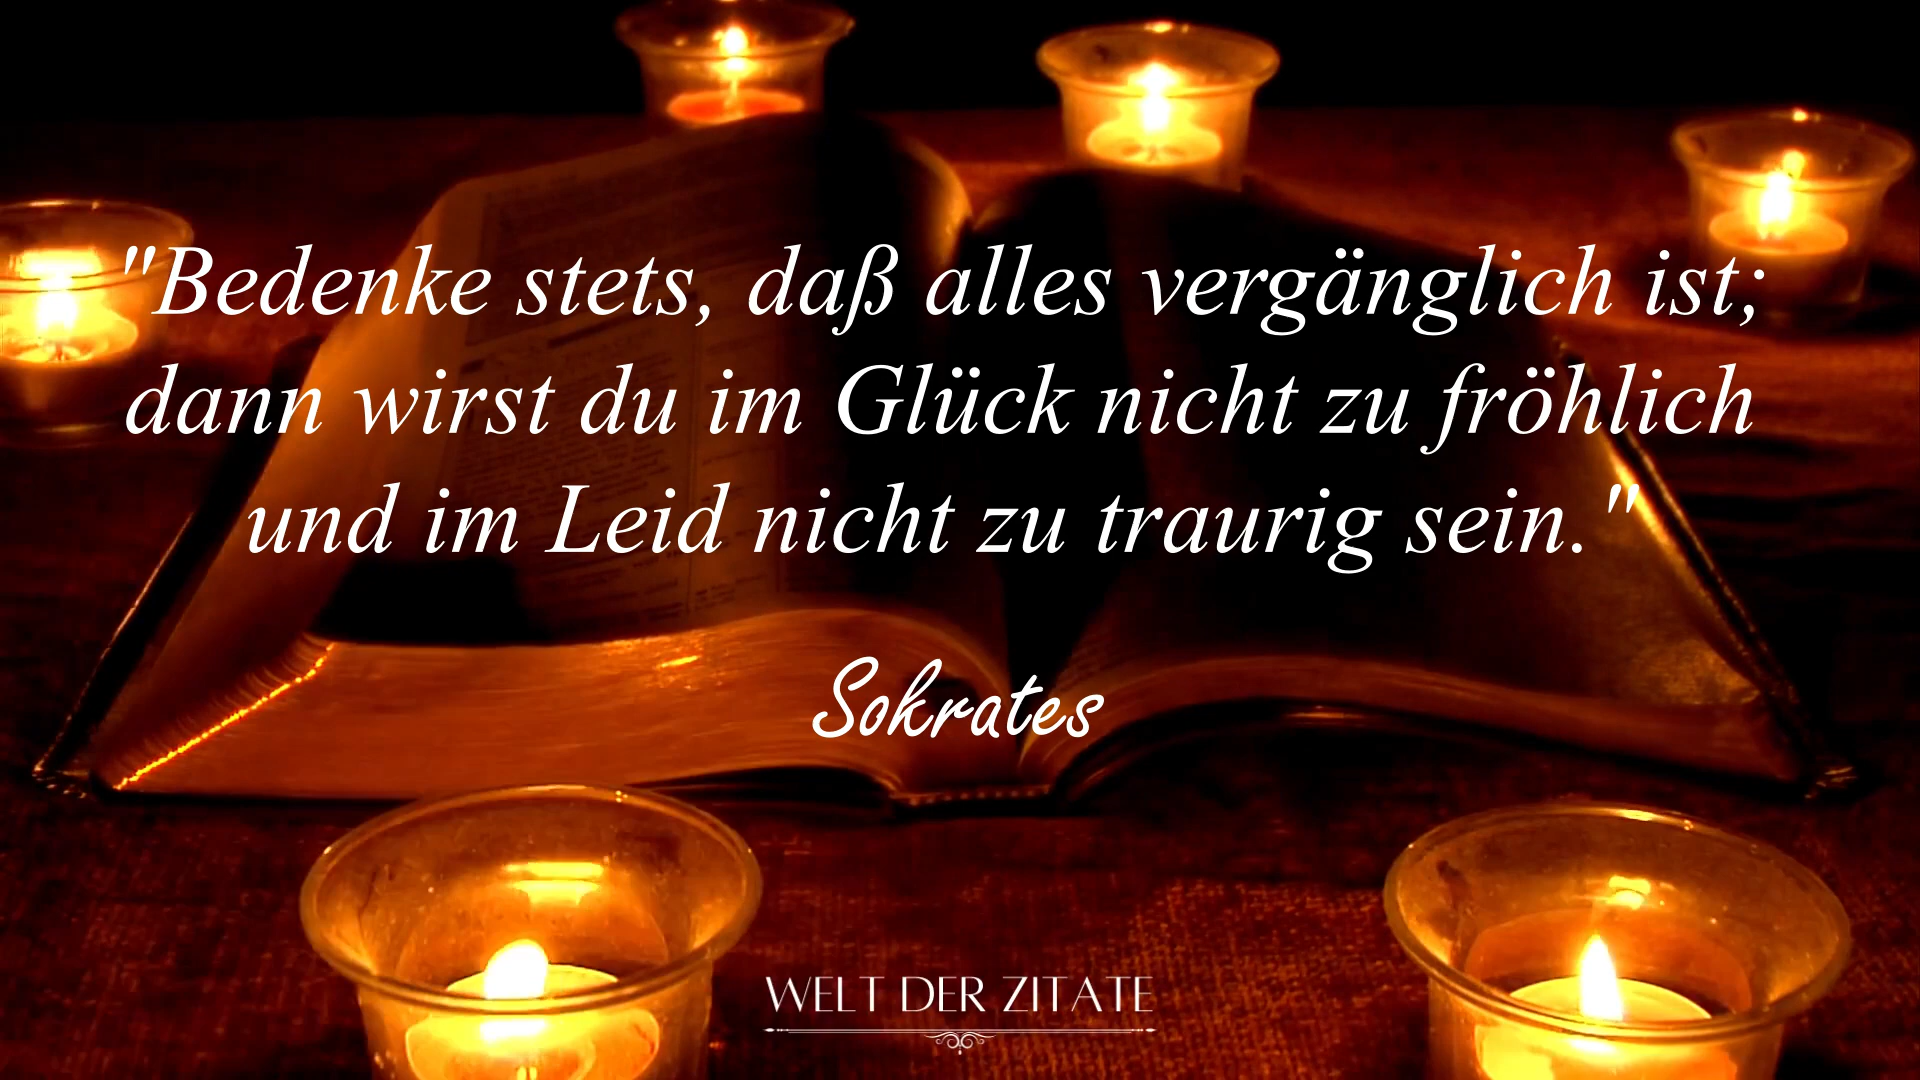 "Bedenke stets, daß alles vergänglich ist;
dann wirst du im Glück nicht zu fröhlich
und im Leid nicht zu traurig sein."
Sokrates
WELT DER ZITATE